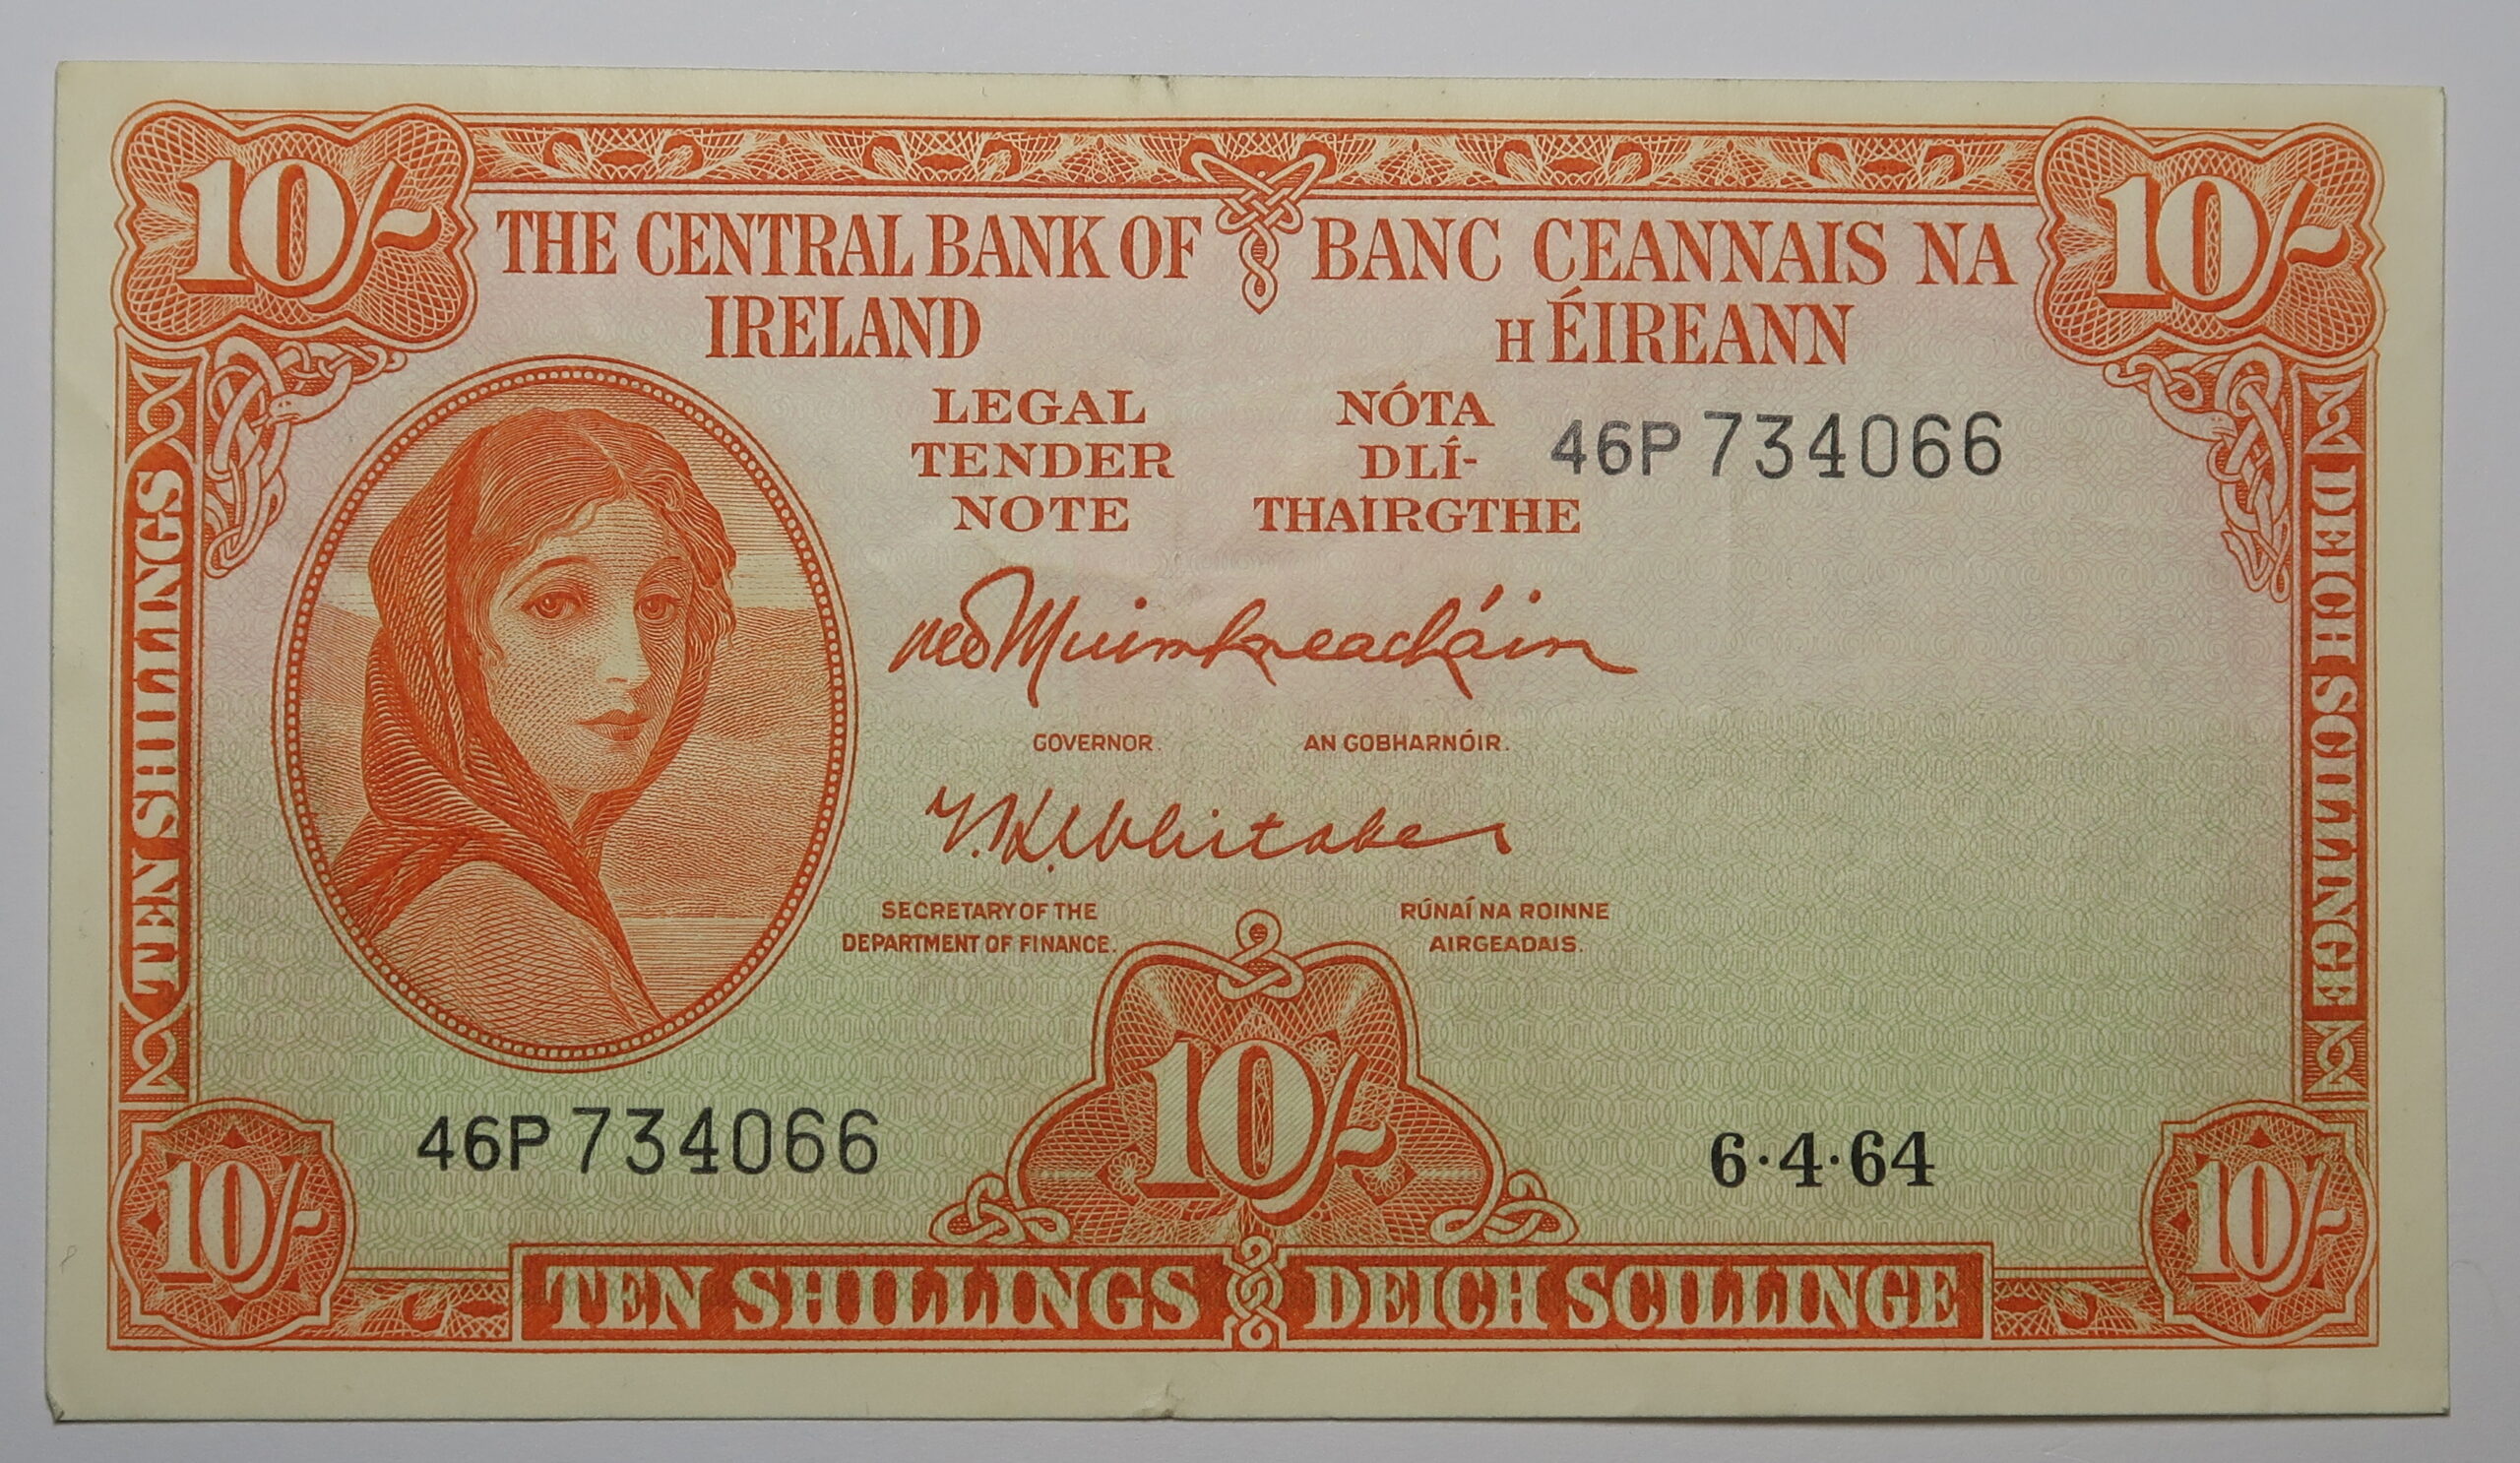 10/-
10/-
THE CENTRAL BANK OF
IRELAND
BANC CEANNAIS NA
H ÉIREANN
LEGAL
TENDER
NOTE
NÓTA
DLÍ-
THAIRGTHE
46P 734066
TEN SHILLINGS
DEICH SCILLINGE
GOVERNOR.
AN GOBHARNÓIR.
T.K. Whitaker
SECRETARY OF THE
DEPARTMENT OF FINANCE.
RÚNAÍ NA ROINNE
AIRGEADAIS.
46P 734066
10/-
6·4·64
10/-
10/-
TEN SHILLINGS
DEICH SCILLINGE